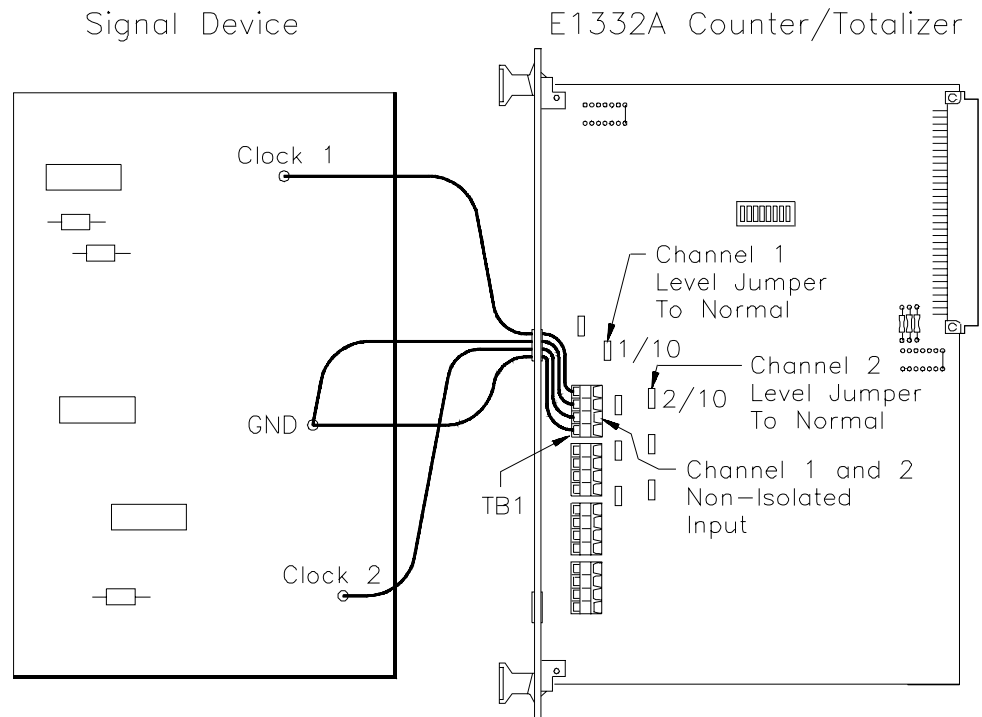 Signal Device
E1332A Counter/Totalizer
Clock 1
GND
Clock 2
Channel 1
Level Jumper
To Normal
1/10
Channel 2
Level Jumper
To Normal
2/10
TB1
Channel 1 and 2
Non-Isolated
Input
C
C